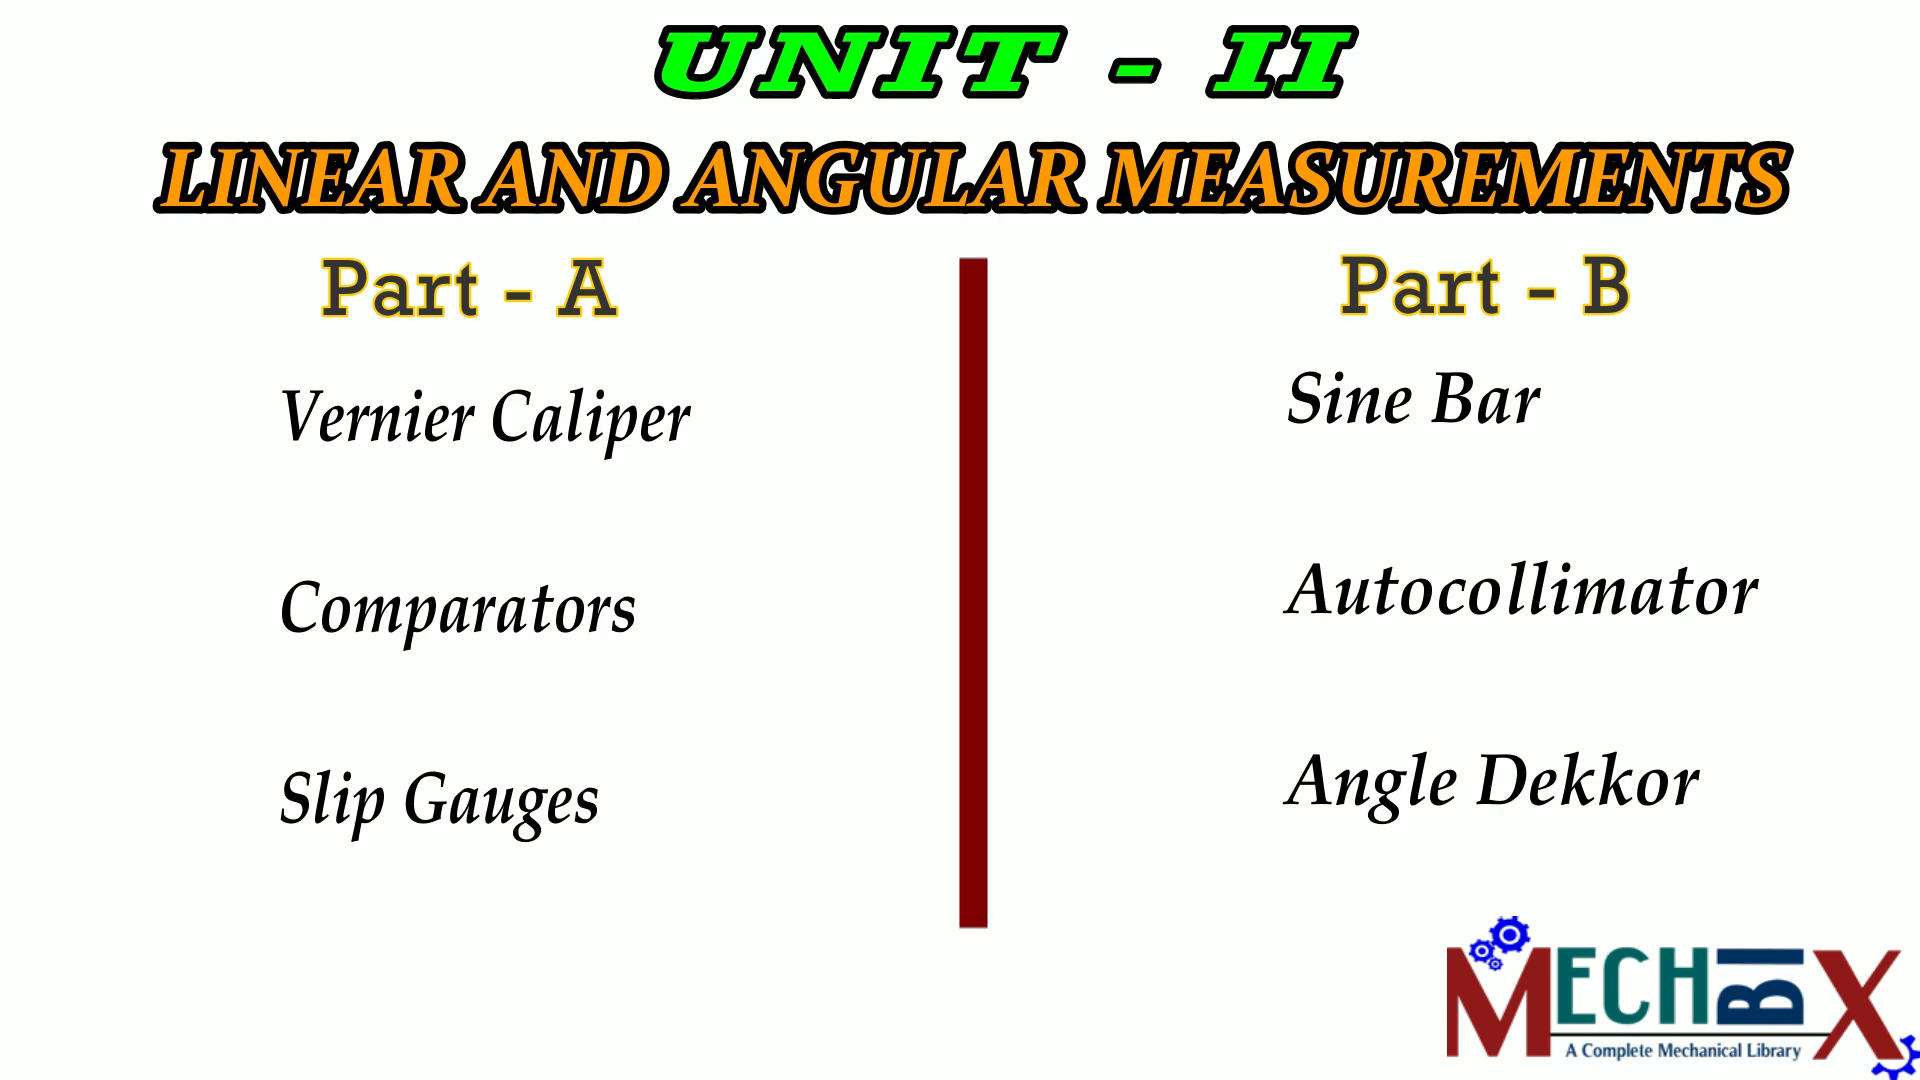 UNIT - II
LINEAR AND ANGULAR MEASUREMENTS
Part - A
Vernier Caliper
Comparators
Slip Gauges
Part - B
Sine Bar
Autocollimator
Angle Dekkor
MECHBIX
A Complete Mechanical Library